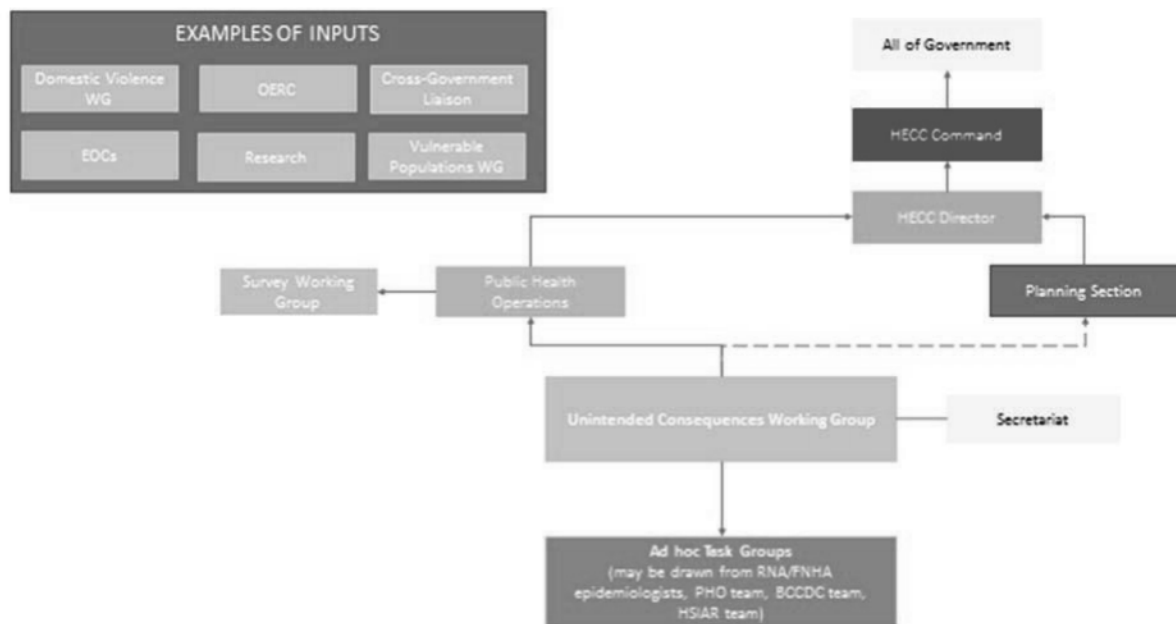 EXAMPLES OF INPUTS
Domestic Violence
WG
OERC
Cross-Government
Liaison
EOCs
Research
Vulnerable
Populations WG
All of Government
HECC Command
HECC Director
Survey Working
Group
Public Health
Operations
Planning Section
Unintended Consequences Working Group
Secretariat
Ad hoc Task Groups
(may be drawn from RNA/FNHA
epidemiologists, PHO team, BCCDC team,
HSIAR team)